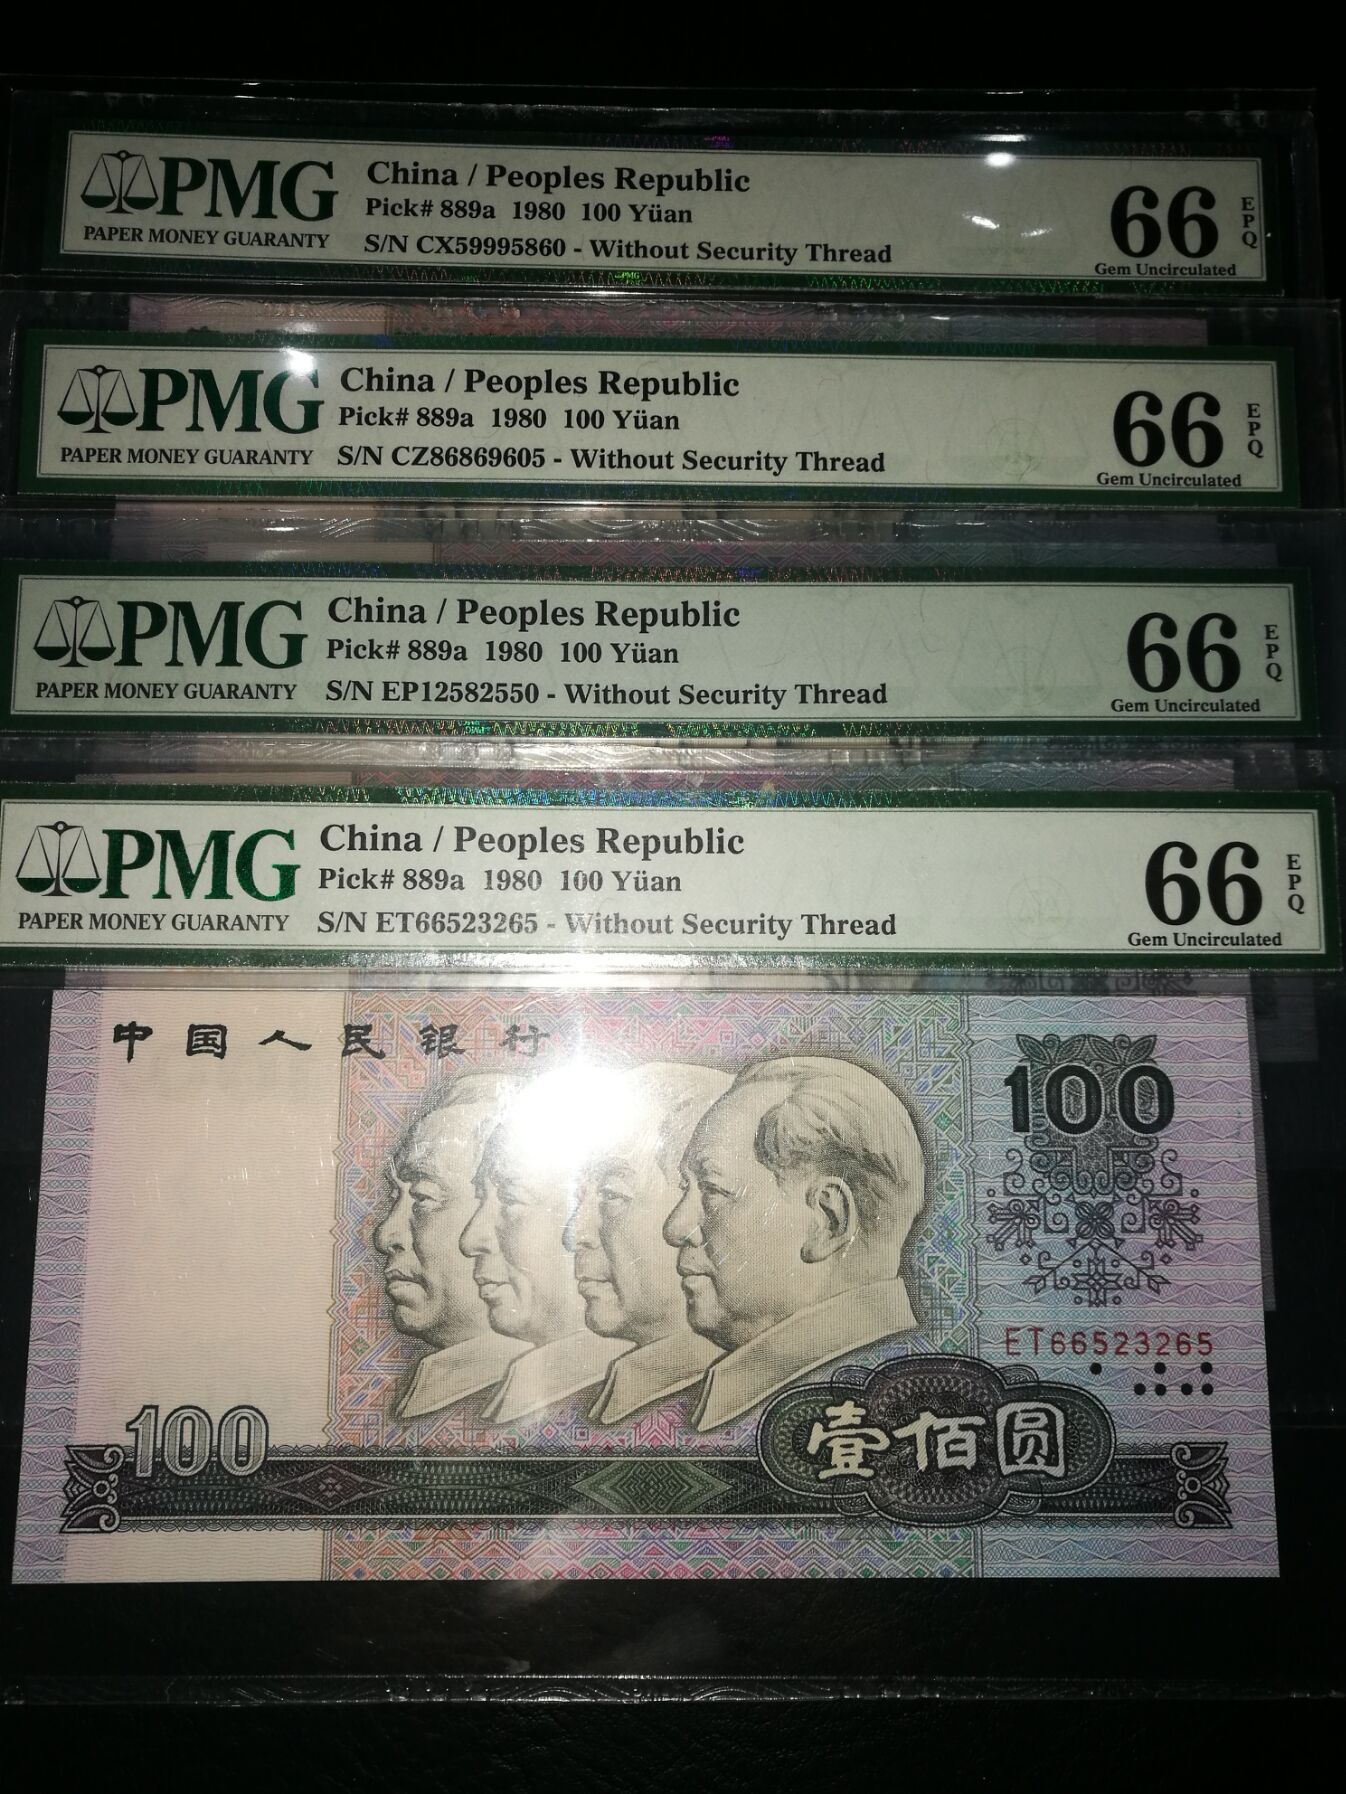 PMG
PAPER MONEY GUARANTY
China / Peoples Republic
Pick# 889a 1980 100 Yüan
S/N CX59995860 - Without Security Thread
66
EPQ
Gem Uncirculated
PMG
PAPER MONEY GUARANTY
China / Peoples Republic
Pick# 889a 1980 100 Yüan
S/N CZ86869605 - Without Security Thread
66
EPQ
Gem Uncirculated
PMG
PAPER MONEY GUARANTY
China / Peoples Republic
Pick# 889a 1980 100 Yüan
S/N EP12582550 - Without Security Thread
66
EPQ
Gem Uncirculated
PMG
PAPER MONEY GUARANTY
China / Peoples Republic
Pick# 889a 1980 100 Yüan
S/N ET66523265 - Without Security Thread
66
EPQ
Gem Uncirculated
中国人民银行
100
ET66523265
100
壹佰圆